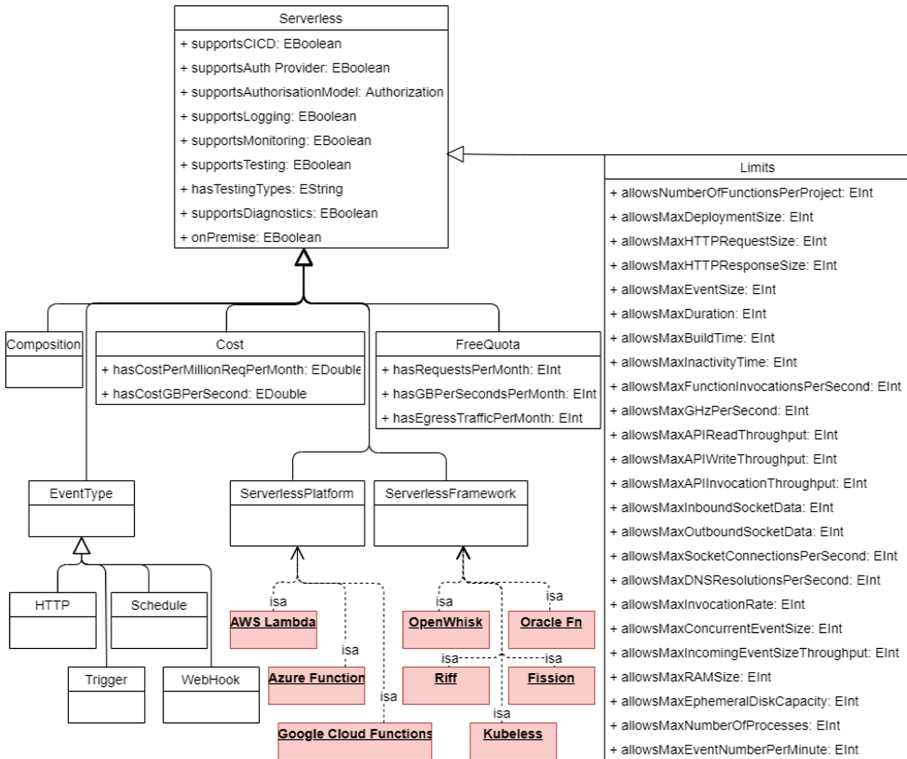 Serverless
+ supportsCICD: EBoolean
+ supportsAuth Provider: EBoolean
+ supportsAuthorisationModel: Authorization
+ supportsLogging: EBoolean
+ supportsMonitoring: EBoolean
+ supportsTesting: EBoolean
+ hasTestingTypes: EString
+ supportsDiagnostics: EBoolean
+ onPremise: EBoolean
Limits
+ allowsNumberOfFunctionsPerProject: EInt
+ allowsMaxDeploymentSize: EInt
+ allowsMaxHTTPRequestSize: EInt
+ allowsMaxHTTPResponseSize: EInt
+ allowsMaxEventSize: EInt
+ allowsMaxDuration: EInt
+ allowsMaxBuildTime: EInt
+ allowsMaxInactivityTime: EInt
+ allowsMaxFunctionInvocationsPerSecond: EInt
+ allowsMaxGHzPerSecond: EInt
+ allowsMaxAPIReadThroughput: EInt
+ allowsMaxAPIWriteThroughput: EInt
+ allowsMaxAPIInvocationThroughput: EInt
+ allowsMaxInboundSocketData: EInt
+ allowsMaxOutboundSocketData: EInt
+ allowsMaxSocketConnectionsPerSecond: EInt
+ allowsMaxDNSResolutionsPerSecond: EInt
+ allowsMaxInvocationRate: EInt
+ allowsMaxConcurrentEventSize: EInt
+ allowsMaxIncomingEventSizeThroughput: EInt
+ allowsMaxRAMSize: EInt
+ allowsMaxEphemeralDiskCapacity: EInt
+ allowsMaxNumberOfProcesses: EInt
+ allowsMaxEventNumberPerMinute: EInt
Composition
Cost
+ hasCostPerMillionReqPerMonth: EDouble
+ hasCostGBPerSecond: EDouble
FreeQuota
+ hasRequestsPerMonth: EInt
+ hasGBPerSecondsPerMonth: EInt
+ hasEgressTrafficPerMonth: EInt
EventType
ServerlessPlatform
ServerlessFramework
HTTP
Schedule
Trigger
WebHook
isa
AWS Lambda
isa
Azure Function
isa
Google Cloud Functions
isa
OpenWhisk
isa
Oracle Fn
isa
Riff
isa
Fission
isa
Kubeless